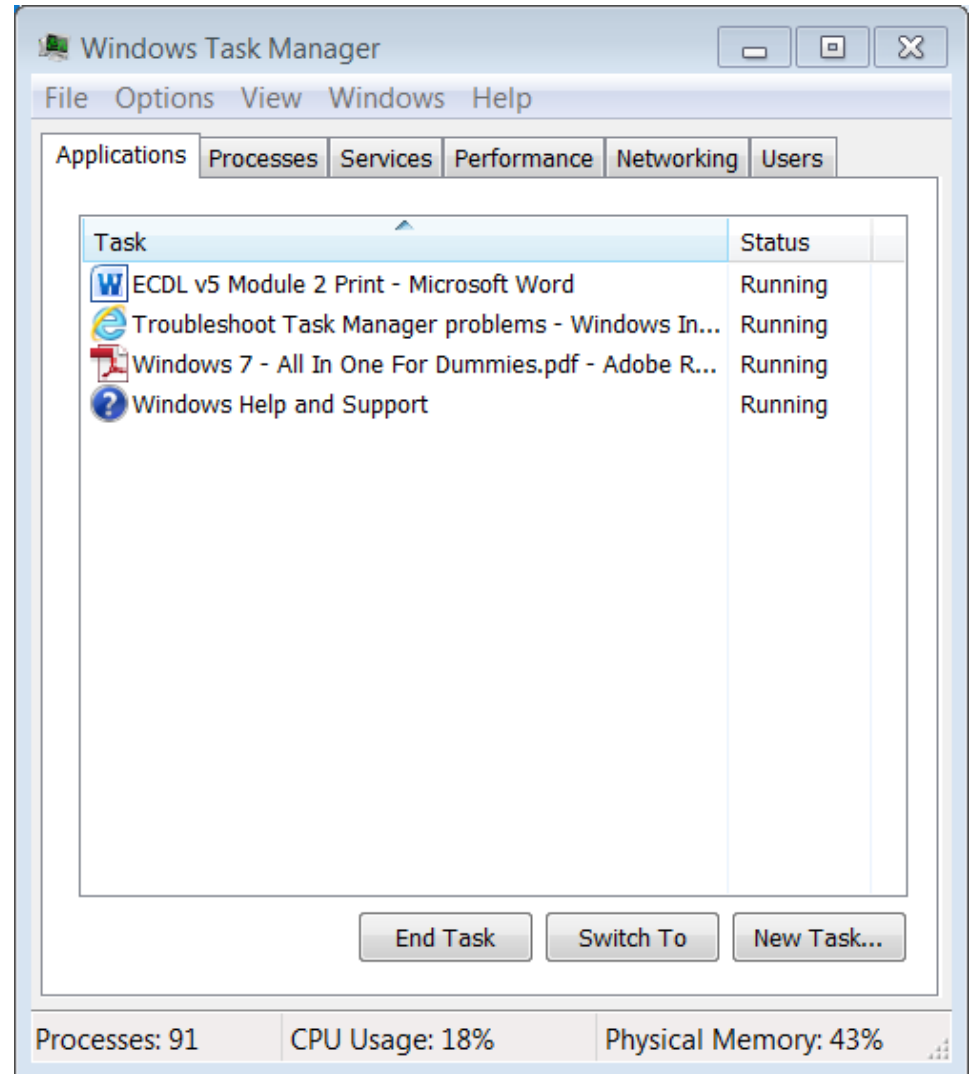 Windows Task Manager
File Options View Windows Help
Applications Processes Services Performance Networking Users
Task Status
ECDL v5 Module 2 Print - Microsoft Word Running
Troubleshoot Task Manager problems - Windows In... Running
Windows 7 - All In One For Dummies.pdf - Adobe R... Running
Windows Help and Support Running
End Task Switch To New Task...
Processes: 91 CPU Usage: 18% Physical Memory: 43%